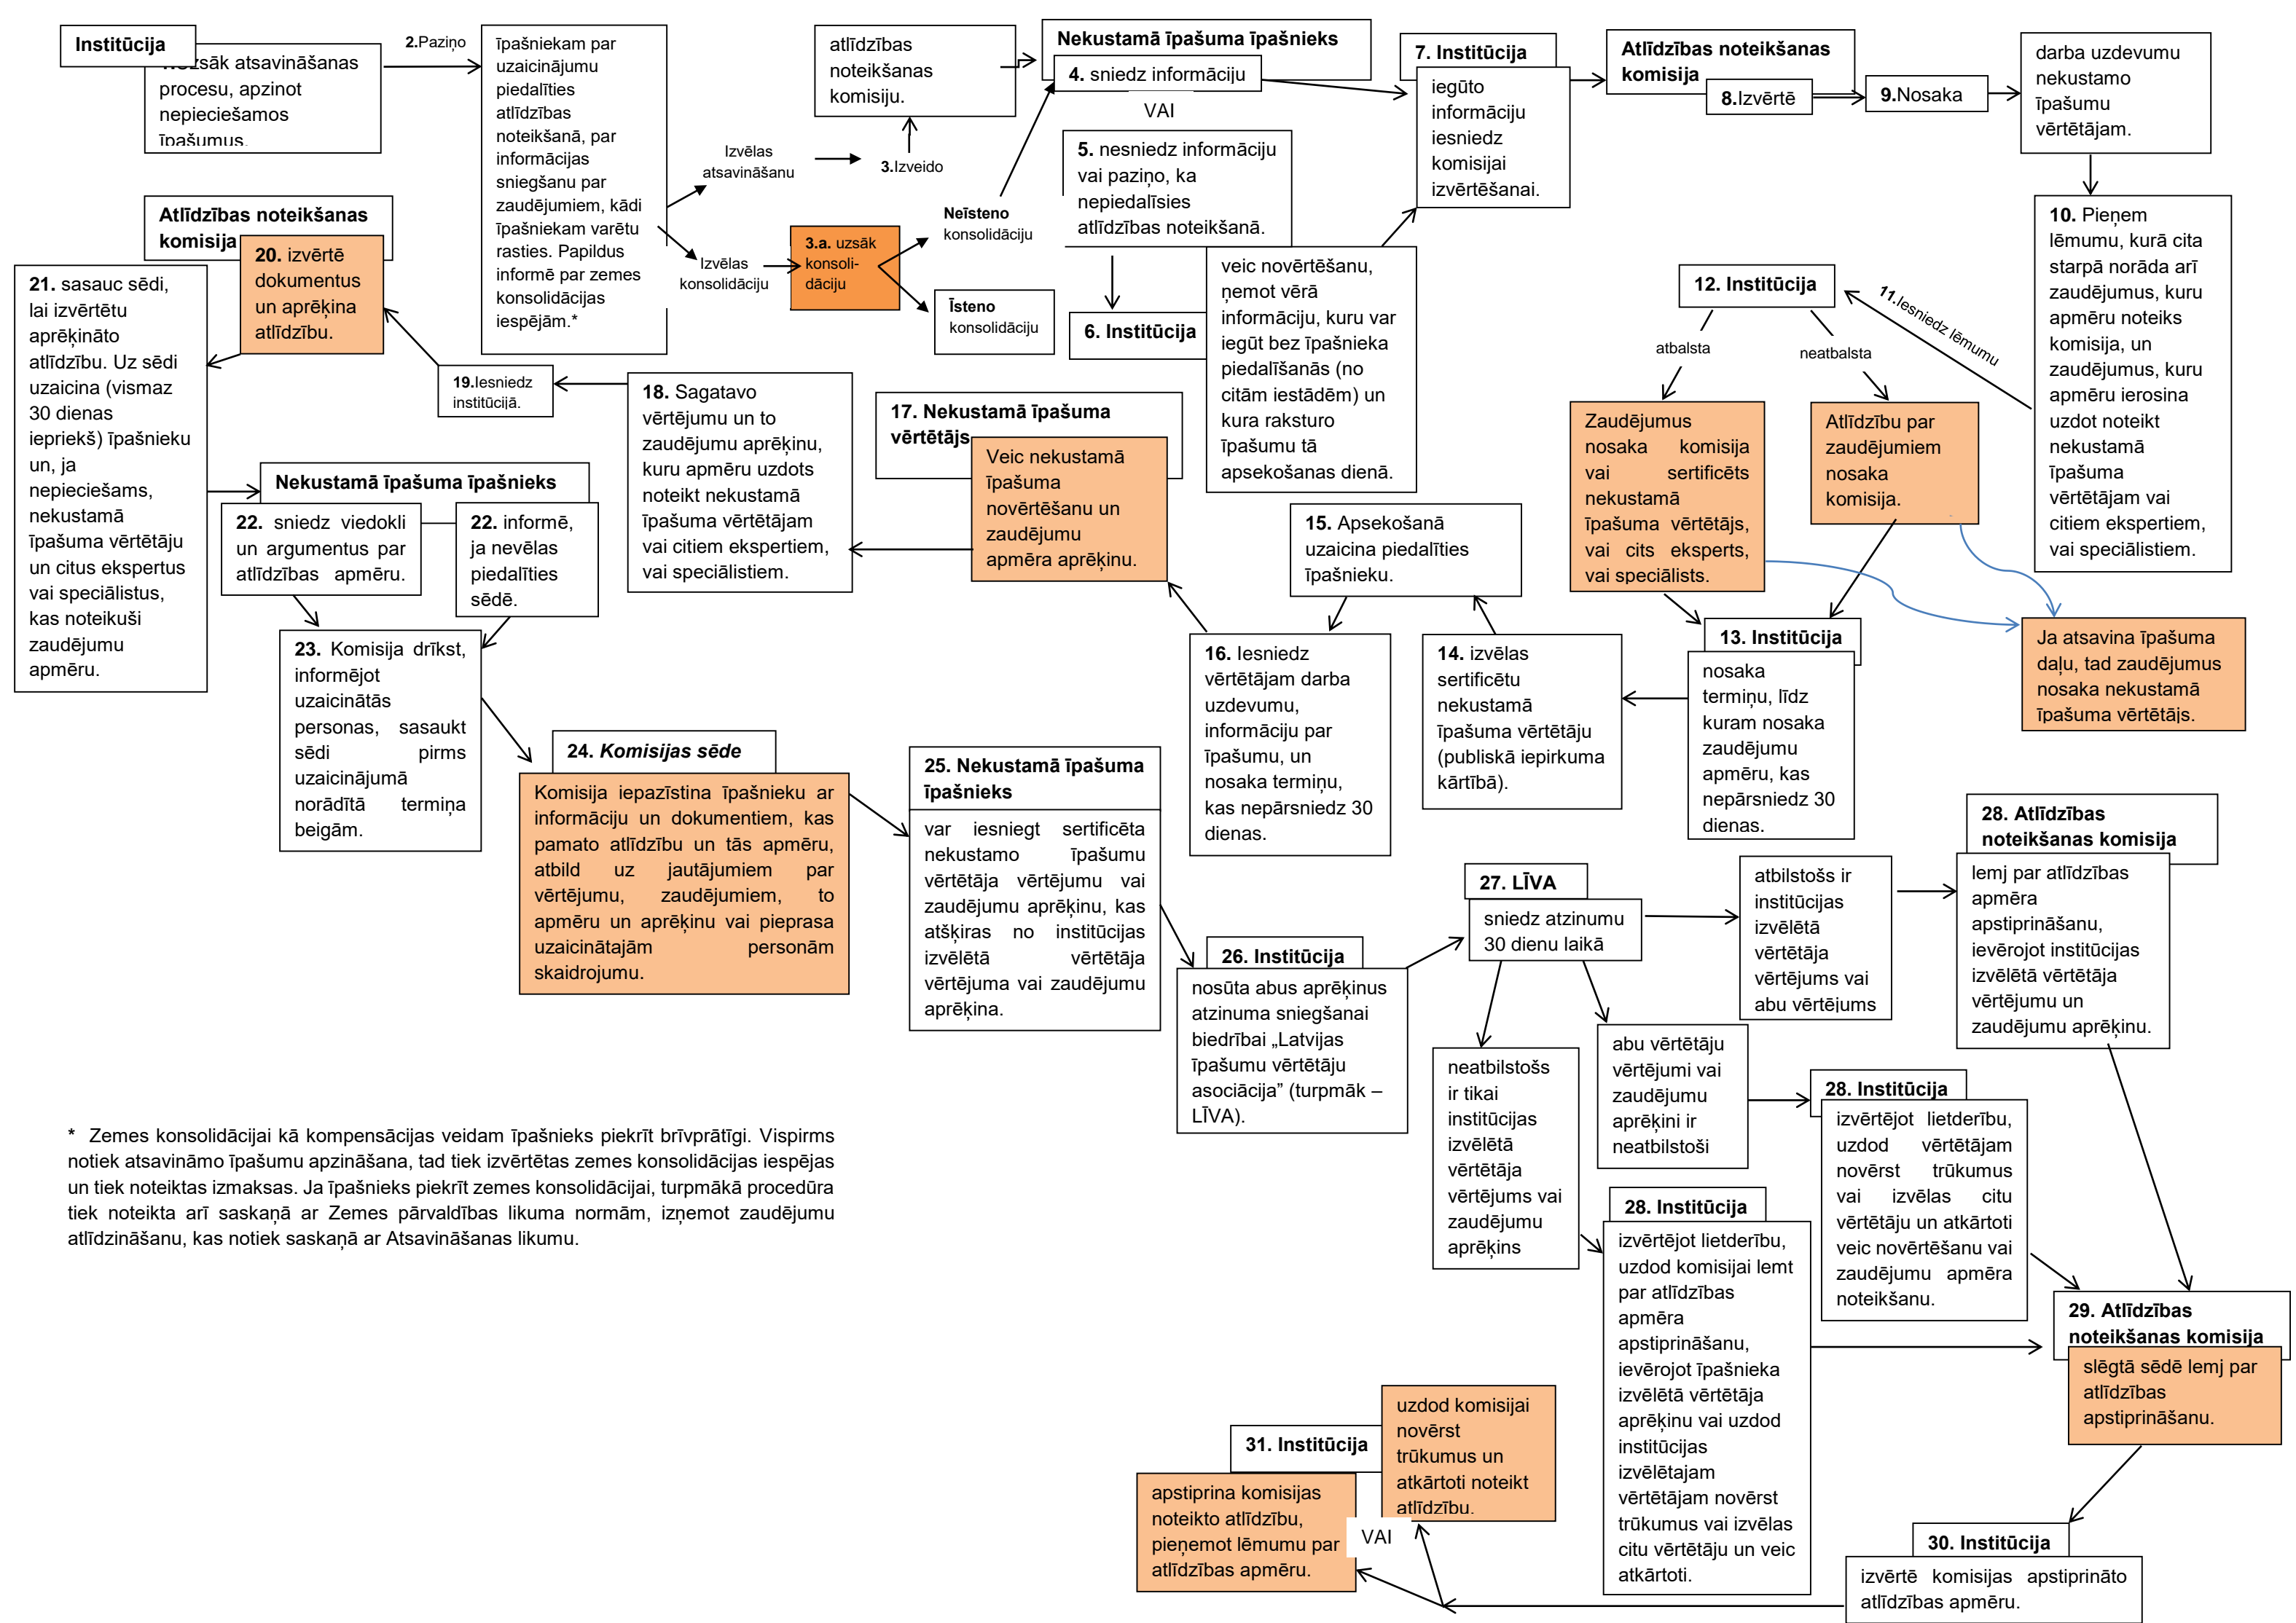 Institūcija
Uzsāk atsavināšanas
procesu, apzinot
nepieciešamos
īpašumus.
2.Paziņo
īpašniekam par
uzaicinājumu
piedalīties
atlīdzības
noteikšanā, par
informācijas
sniegšanu par
zaudējumiem, kādi
īpašniekam varētu
rasties. Papildus
informē par zemes
konsolidācijas
iespējām.*
Izvēlas
atsavināšanu
3.Izveido
atlīdzības
noteikšanas
komisiju.
Izvēlas
konsolidāciju
3.a. uzsāk
konsoli-
dāciju
Neīsteno
konsolidāciju
Īsteno
konsolidāciju
Nekustamā īpašuma īpašnieks
4. sniedz informāciju
VAI
5. nesniedz informāciju
vai paziņo, ka
nepiedalīsies
atlīdzības noteikšanā.
6. Institūcija
veic novērtēšanu,
ņemot vērā
informāciju, kuru var
iegūt bez īpašnieka
piedalīšanās (no
citām iestādēm) un
kura raksturo
īpašumu tā
apsekošanas dienā.
7. Institūcija
iegūto
informāciju
iesniedz
komisijai
izvērtēšanai.
Atlīdzības noteikšanas
komisija
8.Izvērtē
9.Nosaka
darba uzdevumu
nekustamo
īpašumu
vērtētājam.
10. Pieņem
lēmumu, kurā cita
starpā norāda arī
zaudējumus, kuru
apmēru noteiks
komisija, un
zaudējumus, kuru
apmēru ierosina
uzdot noteikt
nekustamā
īpašuma
vērtētājam vai
citiem ekspertiem,
vai speciālistiem.
11.Iesniedz lēmumu
12. Institūcija
atbalsta
neatbalsta
Zaudējumus
nosaka komisija
vai sertificēts
nekustamā
īpašuma vērtētājs,
vai cits eksperts,
vai speciālists.
Atlīdzību par
zaudējumiem
nosaka
komisija.
Ja atsavina īpašuma
daļu, tad zaudējumus
nosaka nekustamā
īpašuma vērtētājs.
13. Institūcija
nosaka
termiņu, līdz
kuram nosaka
zaudējumu
apmēru, kas
nepārsniedz 30
dienas.
14. izvēlas
sertificētu
nekustamā
īpašuma vērtētāju
(publiskā iepirkuma
kārtībā).
15. Apsekošanā
uzaicina piedalīties
īpašnieku.
16. Iesniedz
vērtētājam darba
uzdevumu,
informāciju par
īpašumu, un
nosaka termiņu,
kas nepārsniedz 30
dienas.
17. Nekustamā īpašuma
vērtētājs
Veic nekustamā
īpašuma
novērtēšanu un
zaudējumu
apmēra aprēķinu.
18. Sagatavo
vērtējumu un to
zaudējumu aprēķinu,
kuru apmēru uzdots
noteikt nekustamā
īpašuma vērtētājam
vai citiem ekspertiem,
vai speciālistiem.
19.Iesniedz
institūcijā.
Atlīdzības noteikšanas
komisija
20. izvērtē
dokumentus
un aprēķina
atlīdzību.
21. sasauc sēdi,
lai izvērtētu
aprēķināto
atlīdzību. Uz sēdi
uzaicina (vismaz
30 dienas
iepriekš) īpašnieku
un, ja
nepieciešams,
nekustamā
īpašuma vērtētāju
un citus ekspertus
vai speciālistus,
kas noteikuši
zaudējumu
apmēru.
Nekustamā īpašuma īpašnieks
22. sniedz viedokli
un argumentus par
atlīdzības apmēru.
22. informē,
ja nevēlas
piedalīties
sēdē.
23. Komisija drīkst,
informējot
uzaicinātās
personas, sasaukt
sēdi pirms
uzaicinājumā
norādītā termiņa
beigām.
24. Komisijas sēde
Komisija iepazīstina īpašnieku ar
informāciju un dokumentiem, kas
pamato atlīdzību un tās apmēru,
atbild uz jautājumiem par
vērtējumu, zaudējumiem, to
apmēru un aprēķinu vai pieprasa
uzaicinātajām personām
skaidrojumu.
25. Nekustamā īpašuma
īpašnieks
var iesniegt sertificēta
nekustamo īpašumu
vērtētāja vērtējumu vai
zaudējumu aprēķinu, kas
atšķiras no institūcijas
izvēlētā vērtētāja
vērtējuma vai zaudējumu
aprēķina.
26. Institūcija
nosūta abus aprēķinus
atzinuma sniegšanai
biedrībai „Latvijas
īpašumu vērtētāju
asociācija” (turpmāk –
LĪVA).
27. LĪVA
sniedz atzinumu
30 dienu laikā
atbilstošs ir
institūcijas
izvēlētā
vērtētāja
vērtējums vai
abu vērtējums
28. Atlīdzības
noteikšanas komisija
lemj par atlīdzības
apmēra
apstiprināšanu,
ievērojot institūcijas
izvēlētā vērtētāja
vērtējumu un
zaudējumu aprēķinu.
abu vērtētāju
vērtējumi vai
zaudējumu
aprēķini ir
neatbilstoši
28. Institūcija
izvērtējot lietderību,
uzdod vērtētājam
novērst trūkumus
vai izvēlas citu
vērtētāju un atkārtoti
veic novērtēšanu vai
zaudējumu apmēra
noteikšanu.
neatbilstošs
ir tikai
institūcijas
izvēlētā
vērtētāja
vērtējums vai
zaudējumu
aprēķins
28. Institūcija
izvērtējot lietderību,
uzdod komisijai lemt
par atlīdzības
apmēra
apstiprināšanu,
ievērojot īpašnieka
izvēlētā vērtētāja
aprēķinu vai uzdod
institūcijas
izvēlētajam
vērtētājam novērst
trūkumus vai izvēlas
citu vērtētāju un veic
atkārtoti.
29. Atlīdzības
noteikšanas komisija
slēgtā sēdē lemj par
atlīdzības
apstiprināšanu.
30. Institūcija
izvērtē komisijas apstiprināto
atlīdzības apmēru.
31. Institūcija
apstiprina komisijas
noteikto atlīdzību,
pieņemot lēmumu par
atlīdzības apmēru.
VAI
uzdod komisijai
novērst
trūkumus un
atkārtoti noteikt
atlīdzību.
* Zemes konsolidācijai kā kompensācijas veidam īpašnieks piekrīt brīvprātīgi. Vispirms
notiek atsavināmo īpašumu apzināšana, tad tiek izvērtētas zemes konsolidācijas iespējas
un tiek noteiktas izmaksas. Ja īpašnieks piekrīt zemes konsolidācijai, turpmākā procedūra
tiek noteikta arī saskaņā ar Zemes pārvaldības likuma normām, izņemot zaudējumu
atlīdzināšanu, kas notiek saskaņā ar Atsavināšanas likumu.